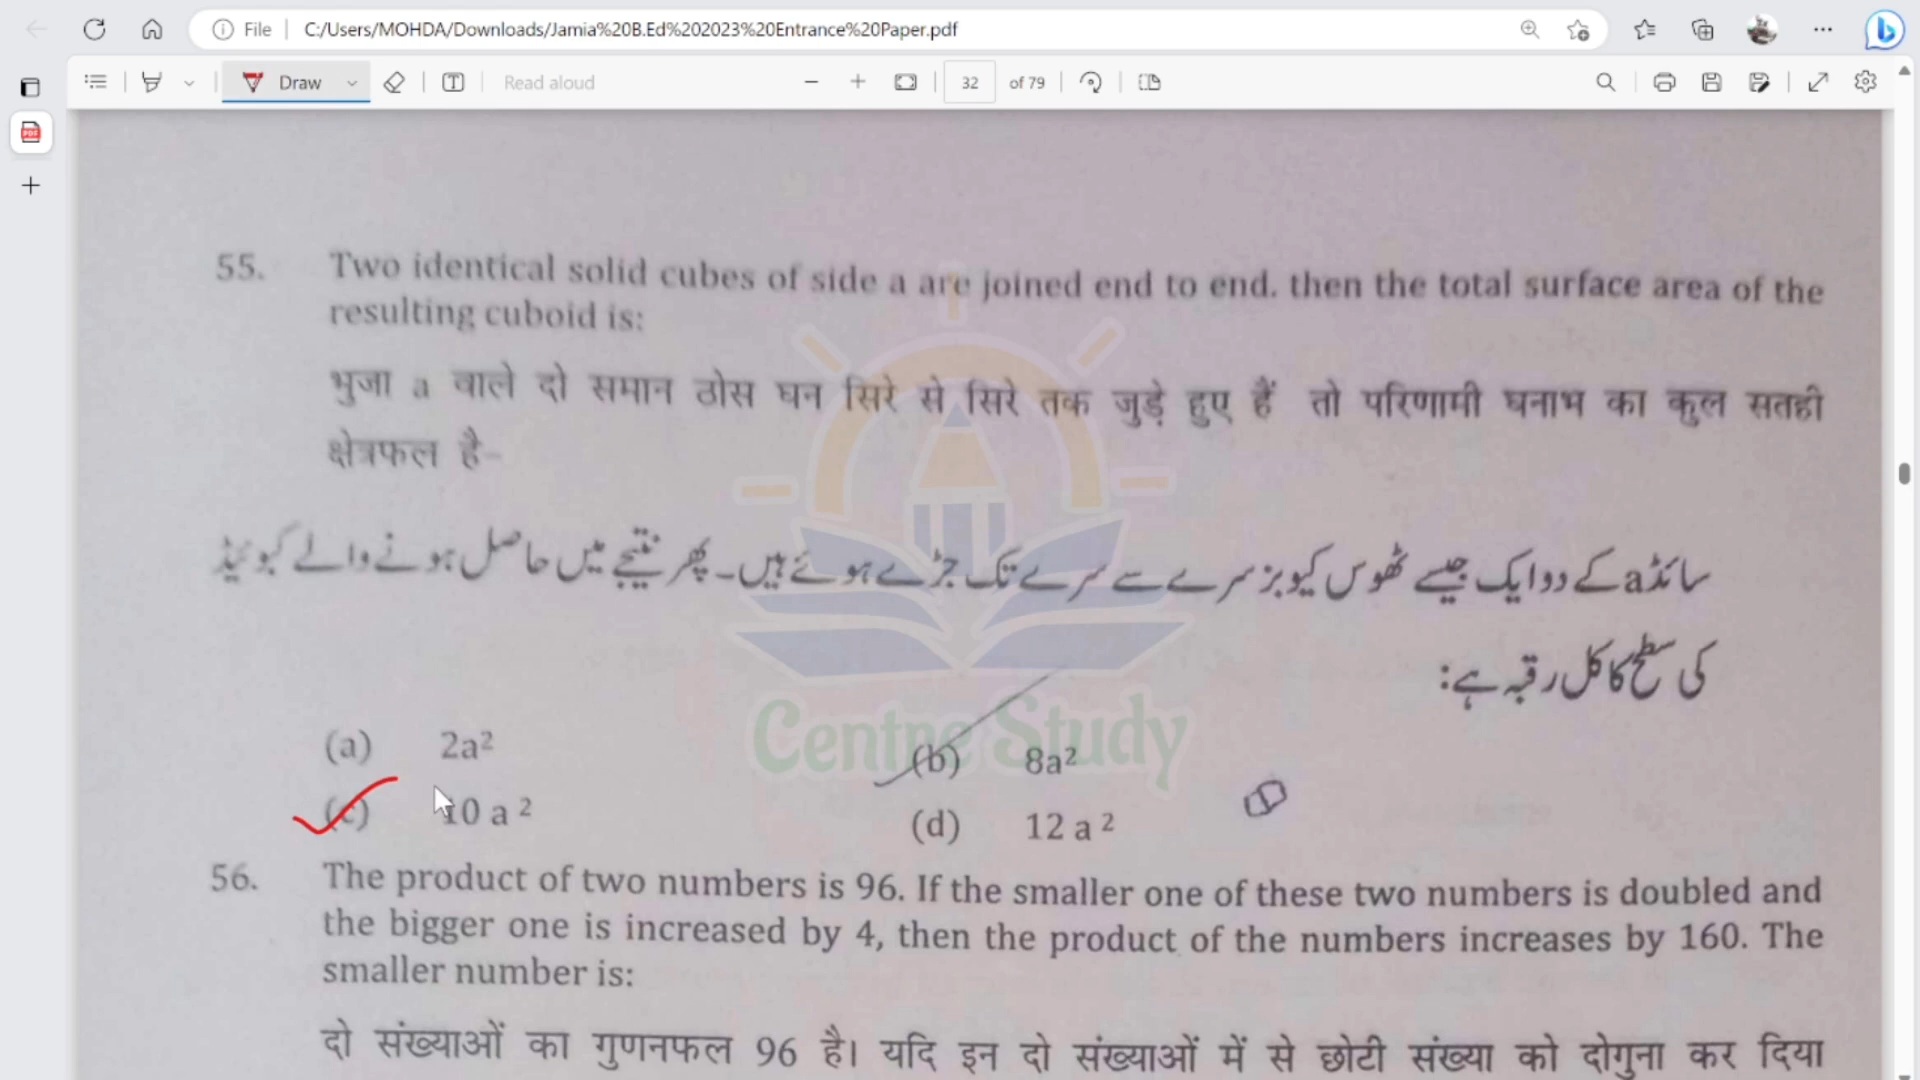 File
C:/Users/MOHDA/Downloads/Jamia%20B.Ed%202023%20Entrance%20Paper.pdf
Draw
Read aloud
32
of 79
55. Two identical solid cubes of side a are joined end to end. then the total surface area of the
resulting cuboid is:
भुजा a वाले दो समान ठोस घन सिरे से सिरे तक जुड़े हुए हैं तो परिणामी घनाभ का कुल सतही
क्षेत्रफल है-
سائڈ a کے دو ایک جیسے ٹھوس کیوبز سرے سے سرے تک جڑے ہوئے ہیں۔ پھر نتیجے میں حاصل ہونے والے کیوبئیڈ
کی سطح کا کل رقبہ ہے:
Centre Study
(a) 2a²
(b) 8a²
(c) 10 a ²
(d) 12 a ²
56. The product of two numbers is 96. If the smaller one of these two numbers is doubled and
the bigger one is increased by 4, then the product of the numbers increases by 160. The
smaller number is:
दो संख्याओं का गुणनफल 96 है। यदि इन दो संख्याओं में से छोटी संख्या को दोगुना कर दिया